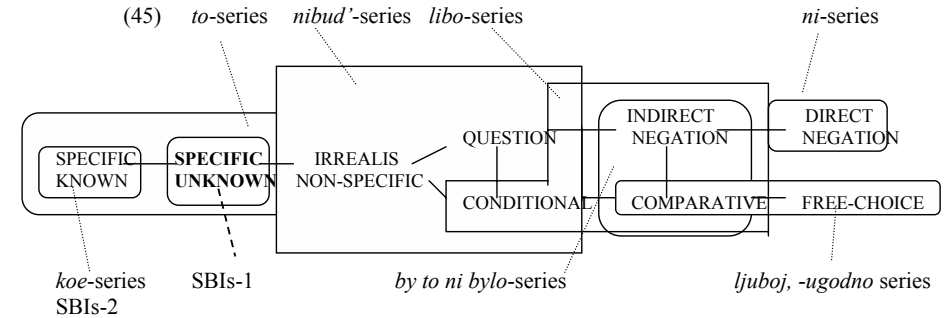 (45) to-series nibud’-series libo-series ni-series
INDIRECT DIRECT
QUESTION NEGATION NEGATION
SPECIFIC SPECIFIC IRREALIS
KNOWN UNKNOWN NON-SPECIFIC
CONDITIONAL COMPARATIVE FREE-CHOICE
koe-series SBIs-1 by to ni bylo-series ljuboj, -ugodno series
SBIs-2